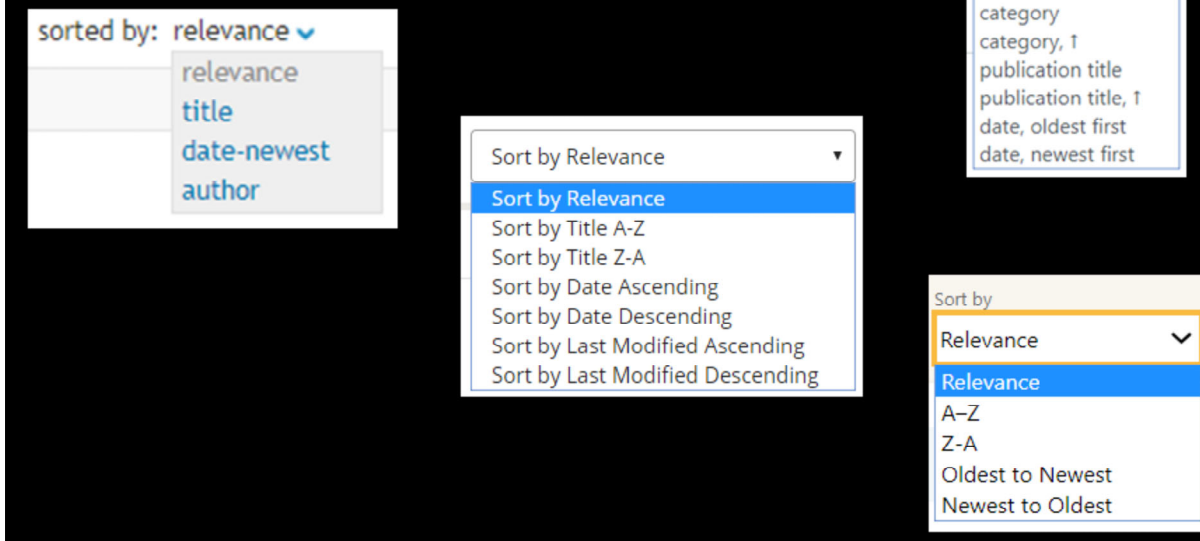 sorted by: relevance
relevance
title
date-newest
author
Sort by Relevance
Sort by Relevance
Sort by Title A-Z
Sort by Title Z-A
Sort by Date Ascending
Sort by Date Descending
Sort by Last Modified Ascending
Sort by Last Modified Descending
category
category, ↑
publication title
publication title, ↑
date, oldest first
date, newest first
Sort by
Relevance
Relevance
A–Z
Z-A
Oldest to Newest
Newest to Oldest